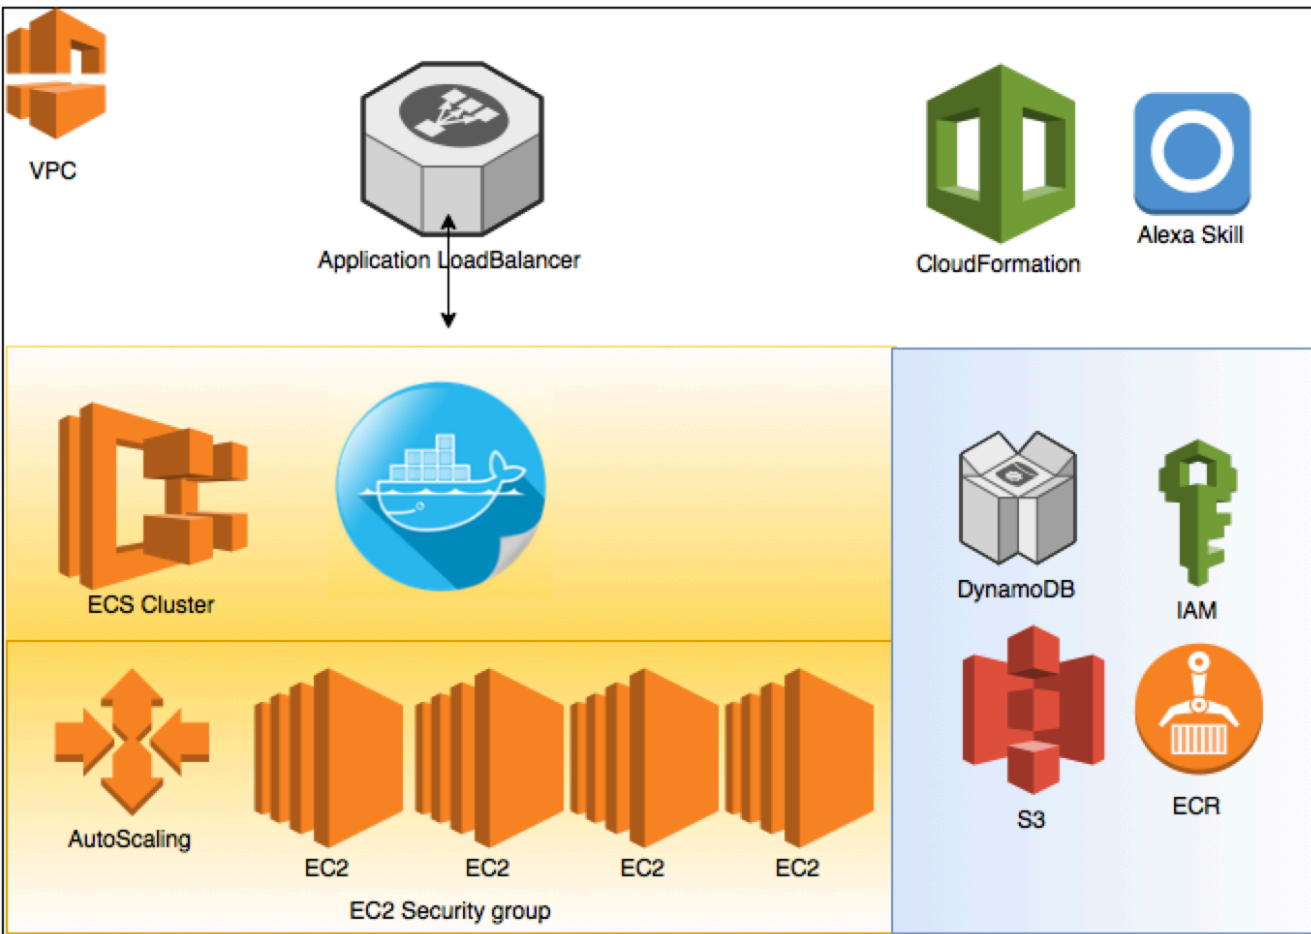 VPC
Application LoadBalancer
CloudFormation
Alexa Skill
ECS Cluster
DynamoDB
IAM
S3
ECR
AutoScaling
EC2
EC2
EC2
EC2
EC2 Security group